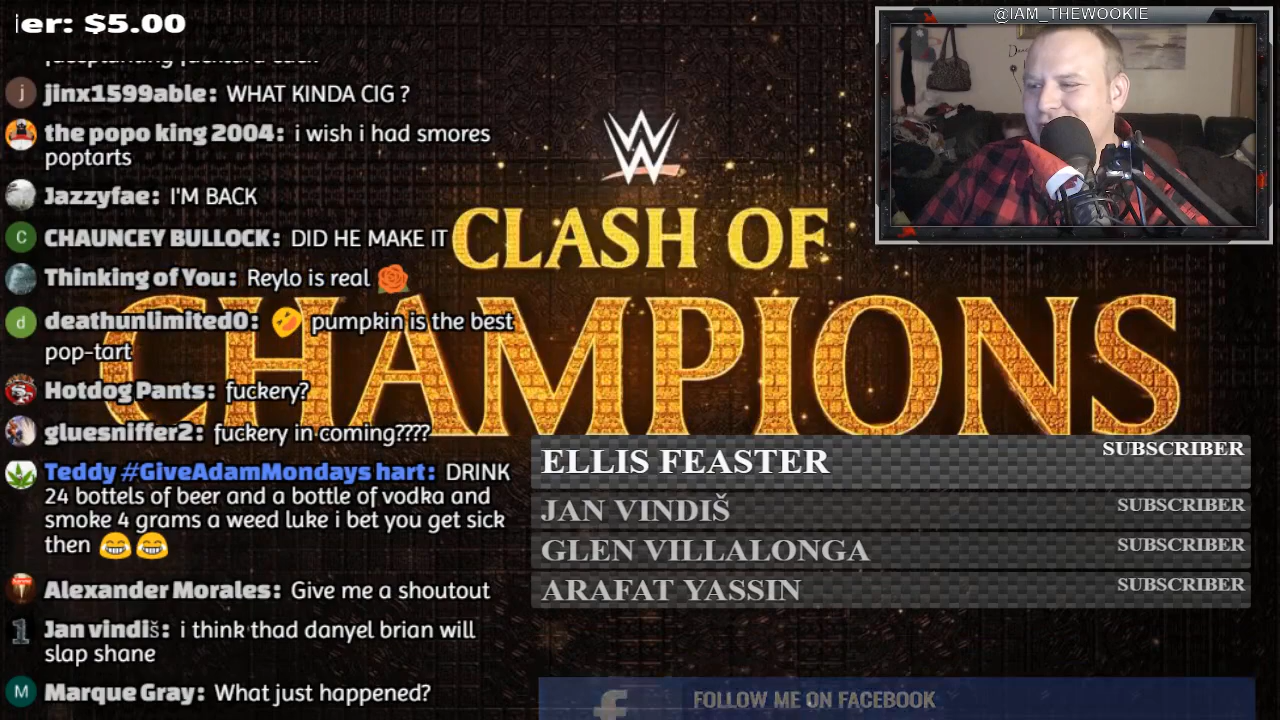 er: $5.00
@IAM_THEWOOKIE
jinx1599able: WHAT KINDA CIG ?
the popo king 2004: i wish i had smores
poptarts
Jazzyfae: I'M BACK
CHAUNCEY BULLOCK: DID HE MAKE IT
Thinking of You: Reylo is real 🌹
deathunlimited0: pumpkin is the best
pop-tart
Hotdog Pants: fuckery?
gluesniffer2: fuckery in coming????
Teddy #GiveAdamMondays hart: DRINK
24 bottels of beer and a bottle of vodka and
smoke 4 grams a weed luke i bet you get sick
then 😂😂
Alexander Morales: Give me a shoutout
Jan vindiš: i think thad danyel brian will
slap shane
Marque Gray: What just happened?
W
CLASH OF
CHAMPIONS
ELLIS FEASTER SUBSCRIBER
JAN VINDIŠ SUBSCRIBER
GLEN VILLALONGA SUBSCRIBER
ARAFAT YASSIN SUBSCRIBER
f FOLLOW ME ON FACEBOOK